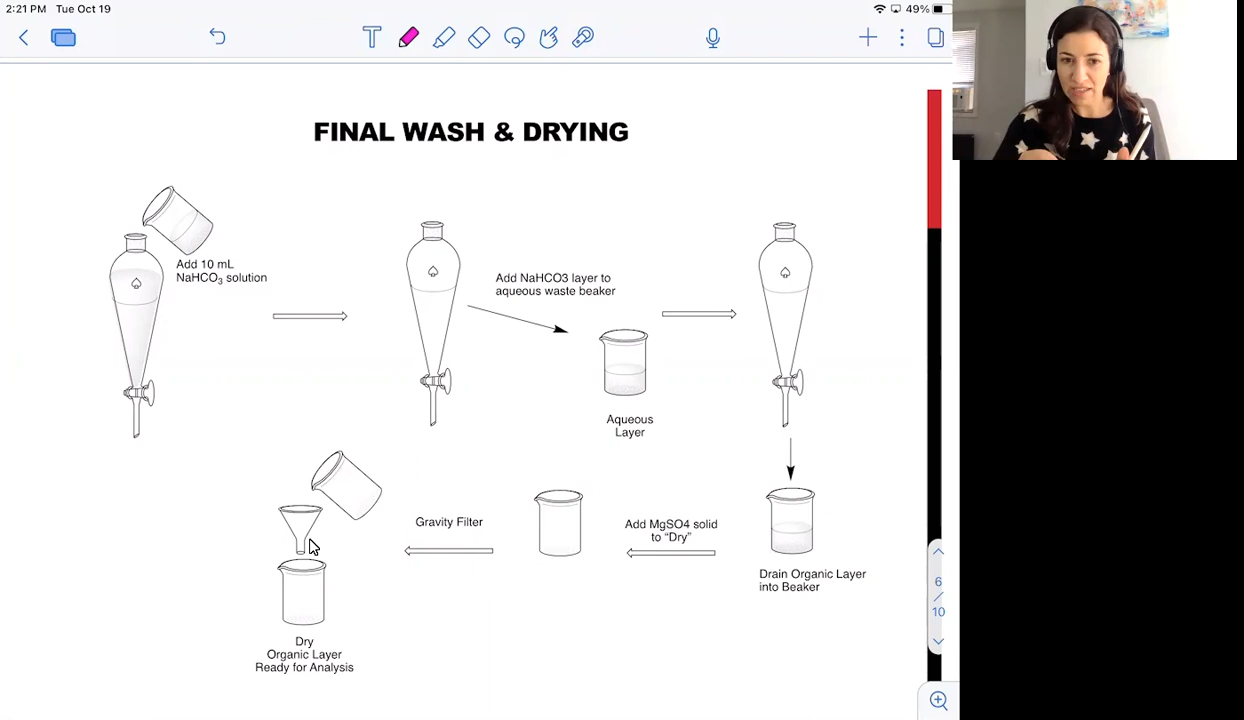 2:21 PM Tue Oct 19
49%
FINAL WASH & DRYING
Add 10 mL
NaHCO₃ solution
Add NaHCO3 layer to
aqueous waste beaker
Aqueous
Layer
Gravity Filter
Add MgSO4 solid
to “Dry”
Drain Organic Layer
into Beaker
Dry
Organic Layer
Ready for Analysis
6
/
10